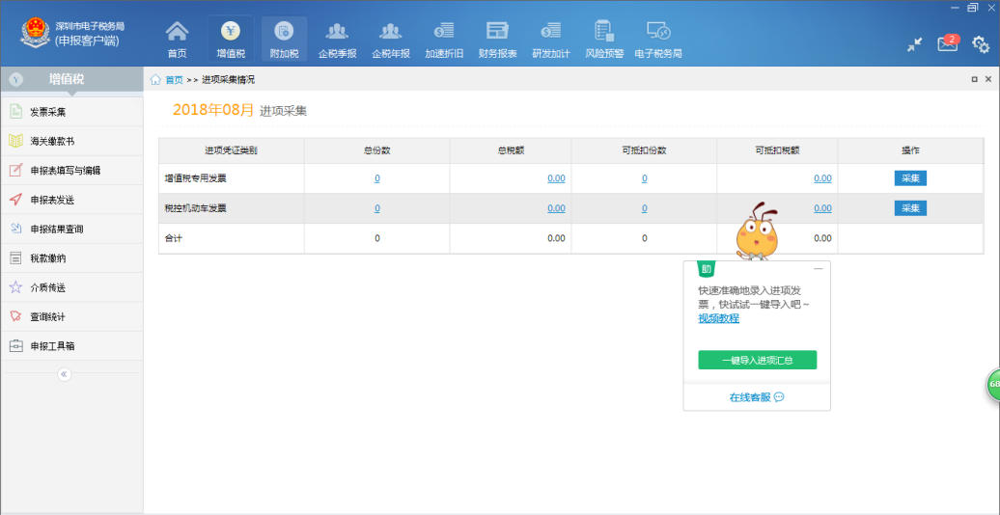 深圳市电子税务局
(申报客户端)
首页
增值税
附加税
企税季报
企税年报
加速折旧
财务报表
研发加计
风险预警
电子税务局
2
增值税
首页 >> 进项采集情况
发票采集
海关缴款书
申报表填写与编辑
申报表发送
申报结果查询
税款缴纳
介质传送
查询统计
申报工具箱
2018年08月 进项采集
进项凭证类别 总份数 总税额 可抵扣份数 可抵扣税额 操作
增值税专用发票 0 0.00 0 0.00 采集
税控机动车发票 0 0.00 0 0.00 采集
合计 0 0.00 0 0.00
助
快速准确地录入进项发
票，快试试一键导入吧～
视频教程
一键导入进项汇总
在线客服
68